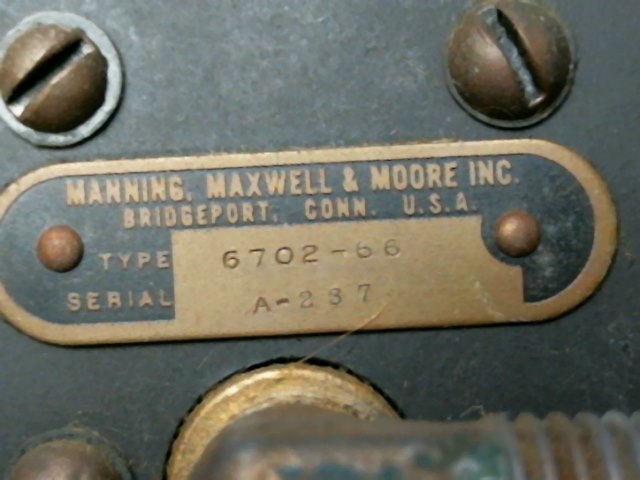 MANNING, MAXWELL & MOORE INC.
BRIDGEPORT, CONN. U.S.A.
TYPE 6702-66
SERIAL A-237